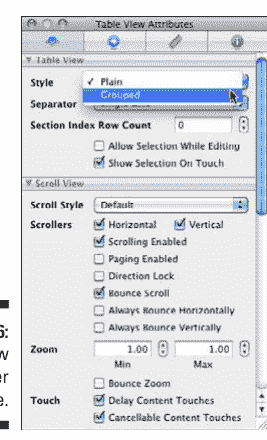 Table View Attributes
Table View
Style
Plain
Grouped
Separator
Section Index Row Count 0
Allow Selection While Editing
Show Selection On Touch
Scroll View
Scroll Style Default
Scrollers Horizontal Vertical
Scrolling Enabled
Paging Enabled
Direction Lock
Bounce Scroll
Always Bounce Horizontally
Always Bounce Vertically
Zoom 1.00 1.00
Min Max
Bounce Zoom
Touch Delay Content Touches
Cancellable Content Touches